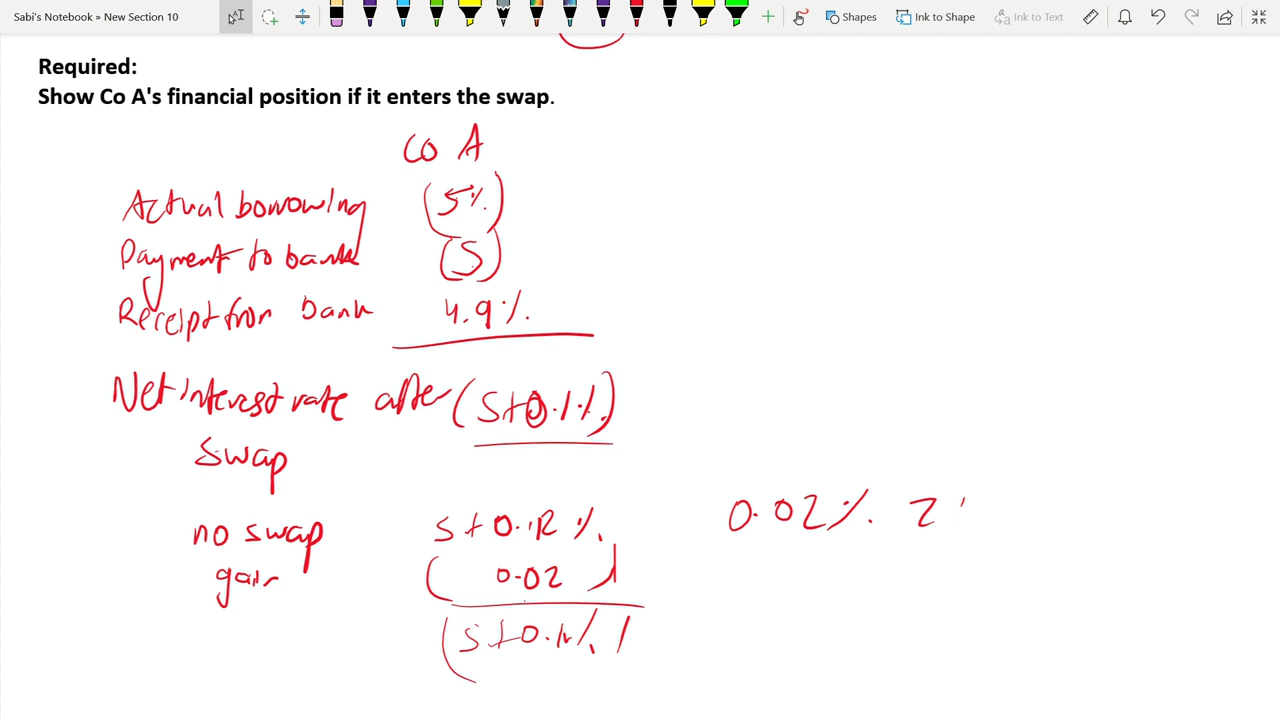 Sabi's Notebook » New Section 10
Shapes Ink to Shape Ink to Text
Required:
Show Co A's financial position if it enters the swap.
Co A
Actual borrowing (5%)
Payment to bank (S)
Receipt from bank 4.9%
Net interest rate after (S+0.1%)
swap
no swap S+0.12%
gain (0.02)
(S+0.1%)
0.02% 2